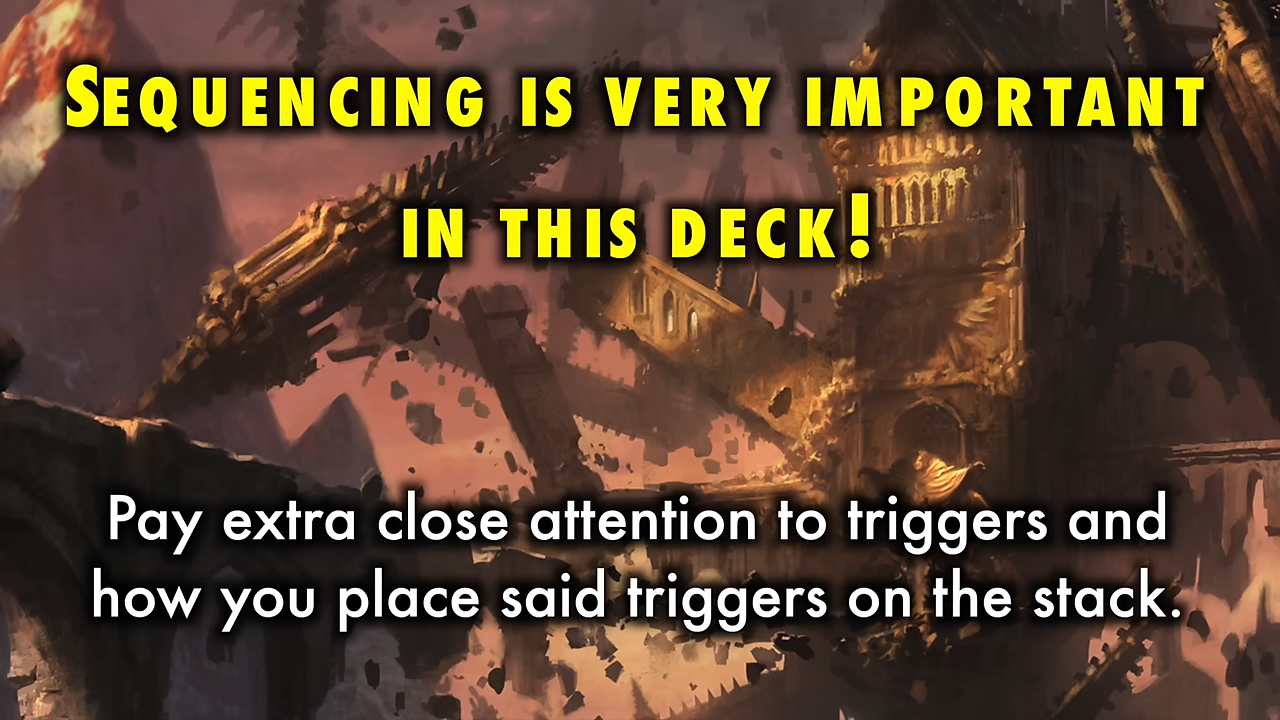 Sequencing is very important
in this deck!
Pay extra close attention to triggers and
how you place said triggers on the stack.